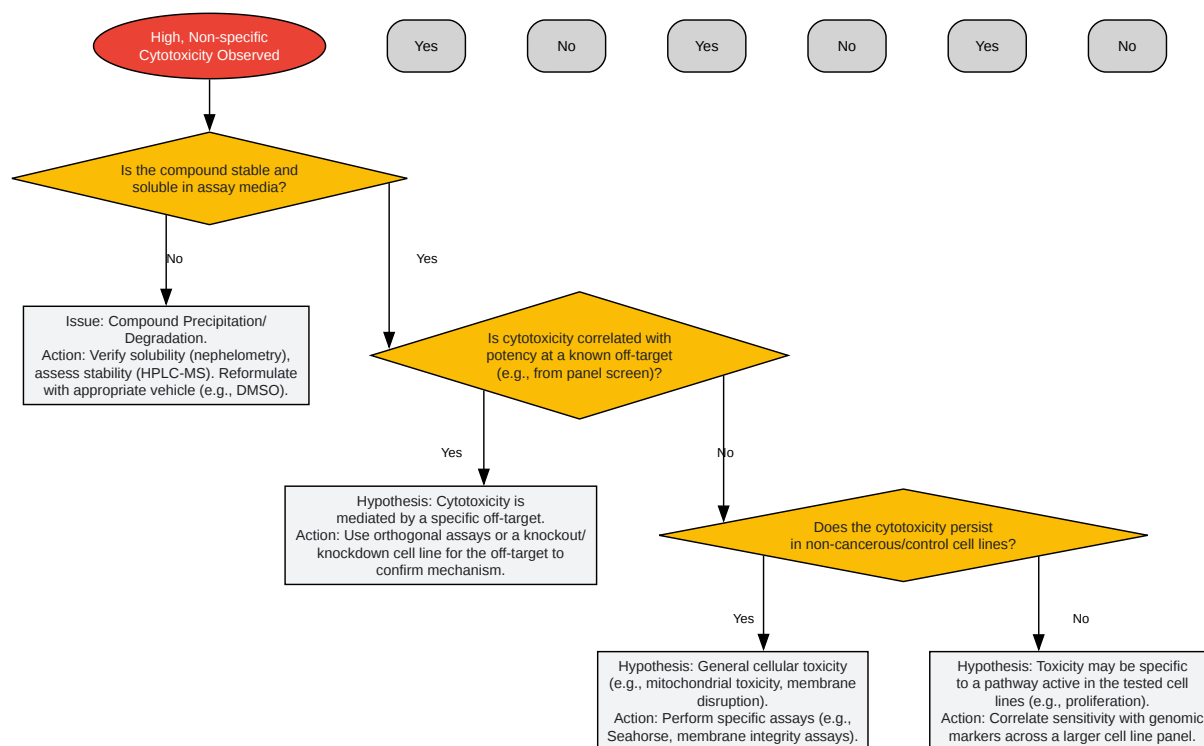 High, Non-specific
Cytotoxicity Observed
Yes
No
Yes
No
Yes
No
Is the compound stable and
soluble in assay media?
No
Yes
Issue: Compound Precipitation/
Degradation.
Action: Verify solubility (nephelometry),
assess stability (HPLC-MS). Reformulate
with appropriate vehicle (e.g., DMSO).
Is cytotoxicity correlated with
potency at a known off-target
(e.g., from panel screen)?
Yes
No
Hypothesis: Cytotoxicity is
mediated by a specific off-target.
Action: Use orthogonal assays or a knockout/
knockdown cell line for the off-target to
confirm mechanism.
Does the cytotoxicity persist
in non-cancerous/control cell lines?
Yes
No
Hypothesis: General cellular toxicity
(e.g., mitochondrial toxicity, membrane
disruption).
Action: Perform specific assays (e.g.,
Seahorse, membrane integrity assays).
Hypothesis: Toxicity may be specific
to a pathway active in the tested cell
lines (e.g., proliferation).
Action: Correlate sensitivity with genomic
markers across a larger cell line panel.